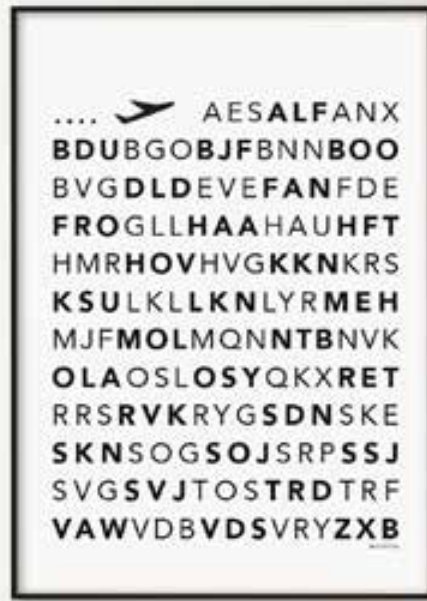 .... AESALFANX
BDUBGOBJFBNNBOO
BVGDLDEVEFANFDE
FROGLLHAAHAUHFT
HMRHOVHVGKKNKRS
KSULKLLKNLYRMEH
MJFMOLMQNNTBNVK
OLAOSLOSYQKXRET
RRSRVKRYGSDNSKE
SKNSOGSOJSRPSSJ
SVGSVJTOSTRDTRF
VAWVDBVDSVRYZXB